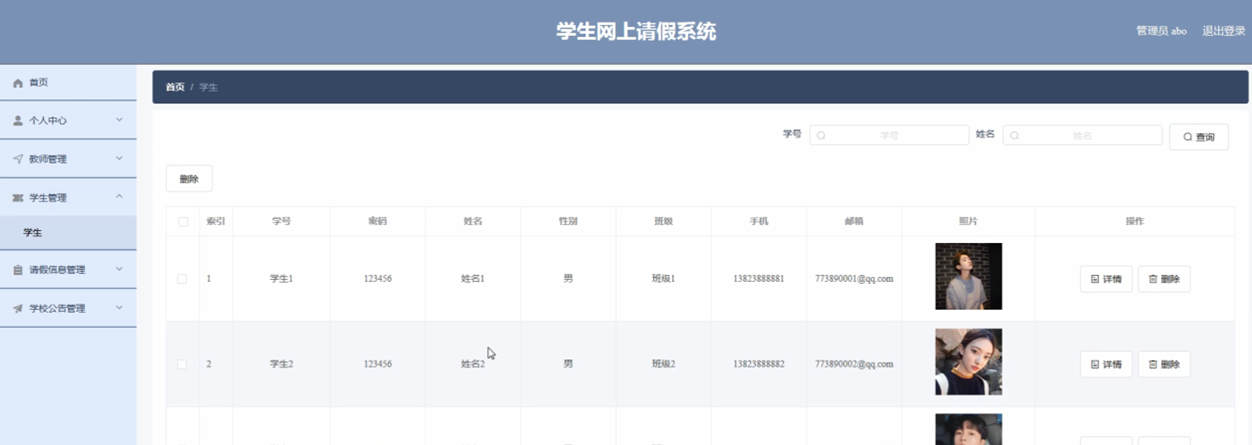 学生网上请假系统
管理员 abo 退出登录
首页
个人中心
教师管理
学生管理
学生
请假信息管理
学校公告管理
首页 / 学生
学号 学号 姓名 姓名 查询
删除
索引 学号 密码 姓名 性别 班级 手机 邮箱 照片 操作
1 学生1 123456 姓名1 男 班级1 13823888881 773890001@qq.com 详情 删除
2 学生2 123456 姓名2 男 班级2 13823888882 773890002@qq.com 详情 删除